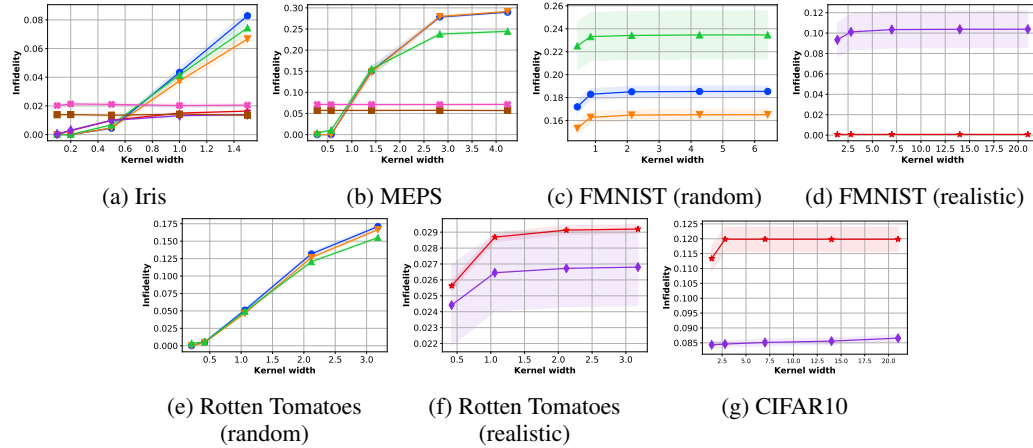 0.08
0.06
0.04
0.02
0.00
Infidelity
0.2 0.4 0.6 0.8 1.0 1.2 1.4
Kernel width
(a) Iris
0.30
0.25
0.20
0.15
0.10
0.05
0.00
Infidelity
0.5 1.0 1.5 2.0 2.5 3.0 3.5 4.0
Kernel width
(b) MEPS
0.26
0.24
0.22
0.20
0.18
0.16
Infidelity
1 2 3 4 5 6
Kernel width
(c) FMNIST (random)
0.12
0.10
0.08
0.06
0.04
0.02
0.00
Infidelity
2.5 5.0 7.5 10.0 12.5 15.0 17.5 20.0
Kernel width
(d) FMNIST (realistic)
0.175
0.150
0.125
0.100
0.075
0.050
0.025
0.000
Infidelity
0.5 1.0 1.5 2.0 2.5 3.0
Kernel width
(e) Rotten Tomatoes
(random)
0.029
0.028
0.027
0.026
0.024
0.023
0.022
Infidelity
0.5 1.0 1.5 2.0 2.5 3.0
Kernel width
(f) Rotten Tomatoes
(realistic)
0.120
0.115
0.110
0.105
0.100
0.095
0.090
0.085
Infidelity
2.5 5.0 7.5 10.0 12.5 15.0 17.5 20.0
Kernel width
(g) CIFAR10